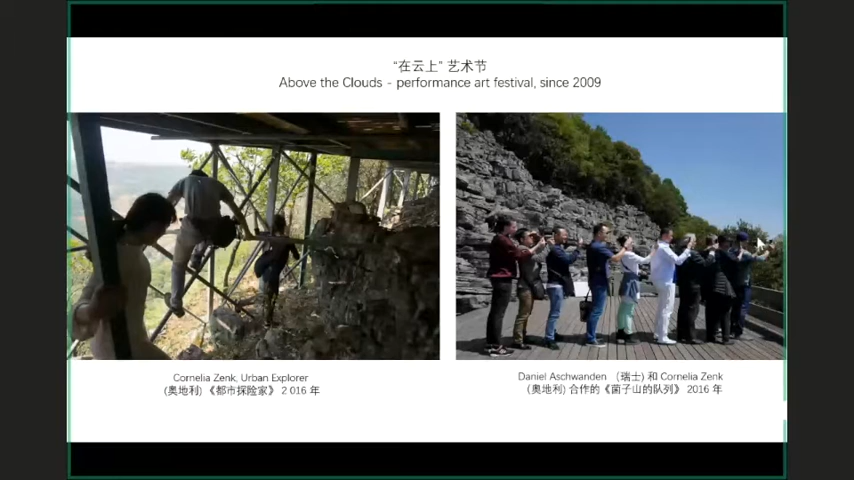 “在云上” 艺术节
Above the Clouds - performance art festival, since 2009
Cornelia Zenk, Urban Explorer
(奥地利) 《都市探险家》 2 016 年
Daniel Aschwanden (瑞士) 和 Cornelia Zenk
(奥地利) 合作的《菌子山的队列》 2016 年